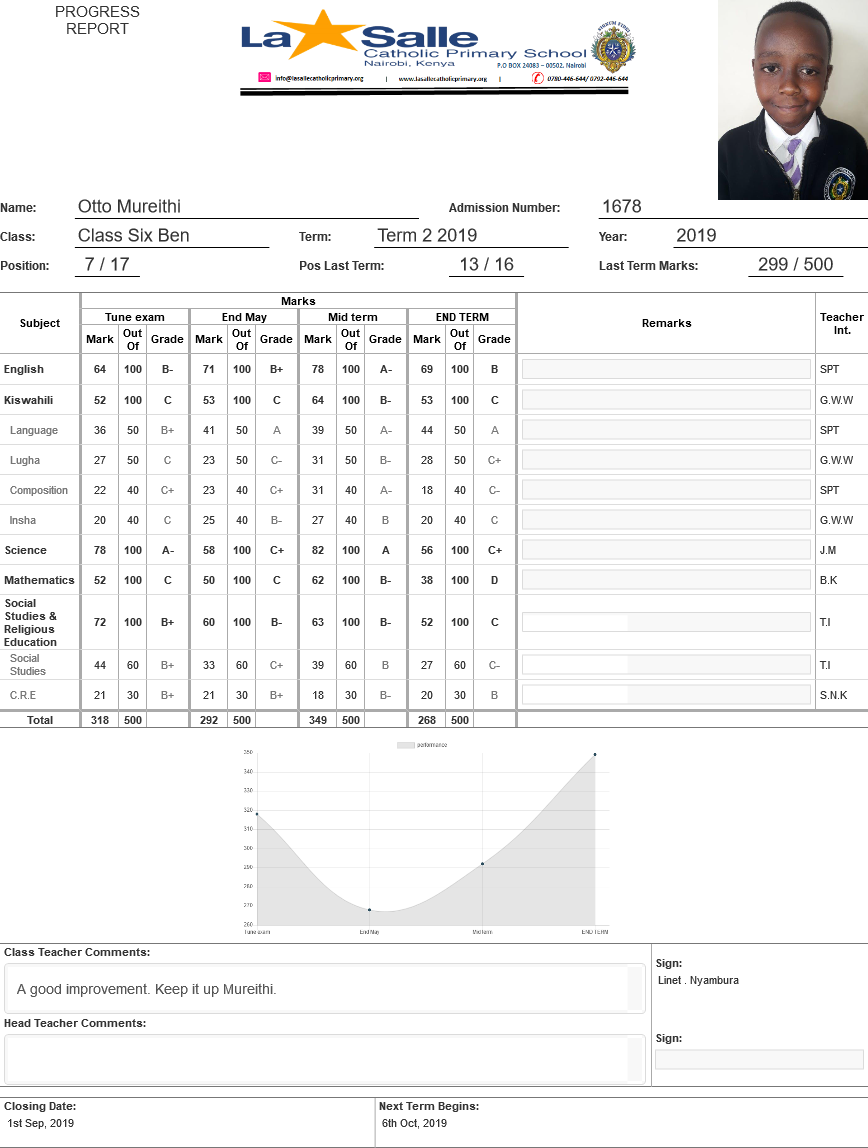 PROGRESS
REPORT
La Salle
Catholic Primary School
Nairobi, Kenya
P.O BOX 24083 – 00502, Nairobi
info@lasallecatholicprimary.org | www.lasallecatholicprimary.org | 0780-446-644/ 0792-446-644
Name: Otto Mureithi Admission Number: 1678
Class: Class Six Ben Term: Term 2 2019 Year: 2019
Position: 7 / 17 Pos Last Term: 13 / 16 Last Term Marks: 299 / 500
Marks
Subject Tune exam End May Mid term END TERM Remarks Teacher Int.
Mark Out Of Grade Mark Out Of Grade Mark Out Of Grade Mark Out Of Grade
English 64 100 B- 71 100 B+ 78 100 A- 69 100 B SPT
Kiswahili 52 100 C 53 100 C 64 100 B- 53 100 C G.W.W
Language 36 50 B+ 41 50 A 39 50 A- 44 50 A SPT
Lugha 27 50 C 23 50 C- 31 50 B- 28 50 C+ G.W.W
Composition 22 40 C+ 23 40 C+ 31 40 A- 18 40 C- SPT
Insha 20 40 C 25 40 B- 27 40 B 20 40 C G.W.W
Science 78 100 A- 58 100 C+ 82 100 A 56 100 C+ J.M
Mathematics 52 100 C 50 100 C 62 100 B- 38 100 D B.K
Social Studies & Religious Education 72 100 B+ 60 100 B- 63 100 B- 52 100 C T.I
Social Studies 44 60 B+ 33 60 C+ 39 60 B 27 60 C- T.I
C.R.E 21 30 B+ 21 30 B+ 18 30 B- 20 30 B S.N.K
Total 318 500 292 500 349 500 268 500
performance
350
340
330
320
310
300
290
280
270
260
Tune exam End May Mid term END TERM
Class Teacher Comments:
A good improvement. Keep it up Mureithi.
Sign:
Linet . Nyambura
Head Teacher Comments:
Sign:
Closing Date: Next Term Begins:
1st Sep, 2019 6th Oct, 2019